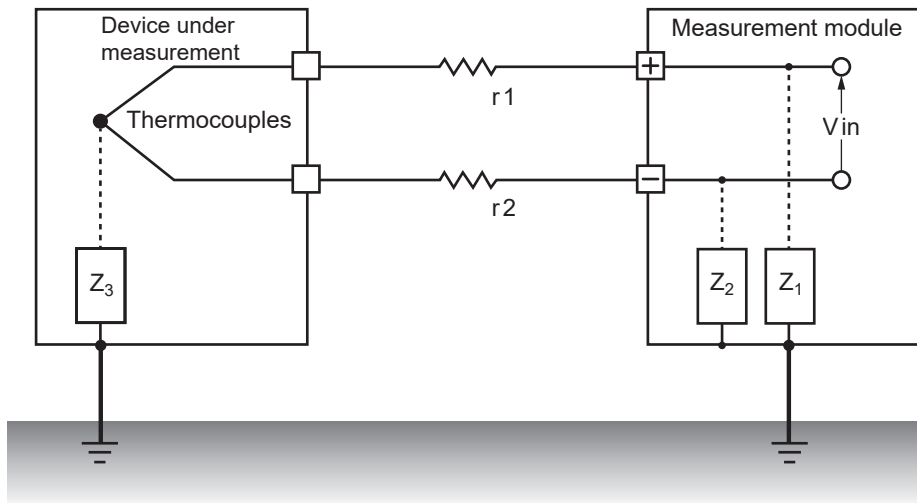 Device under
measurement
Measurement module
+
r1
Thermocouples
Vin
−
r2
Z3
Z2
Z1